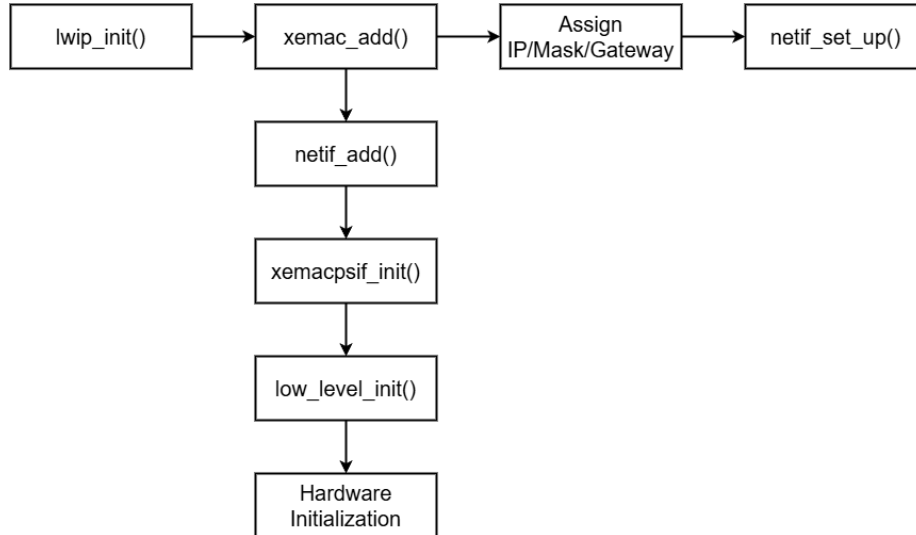 lwip_init()
xemac_add()
Assign
IP/Mask/Gateway
netif_set_up()
netif_add()
xemacpsif_init()
low_level_init()
Hardware
Initialization